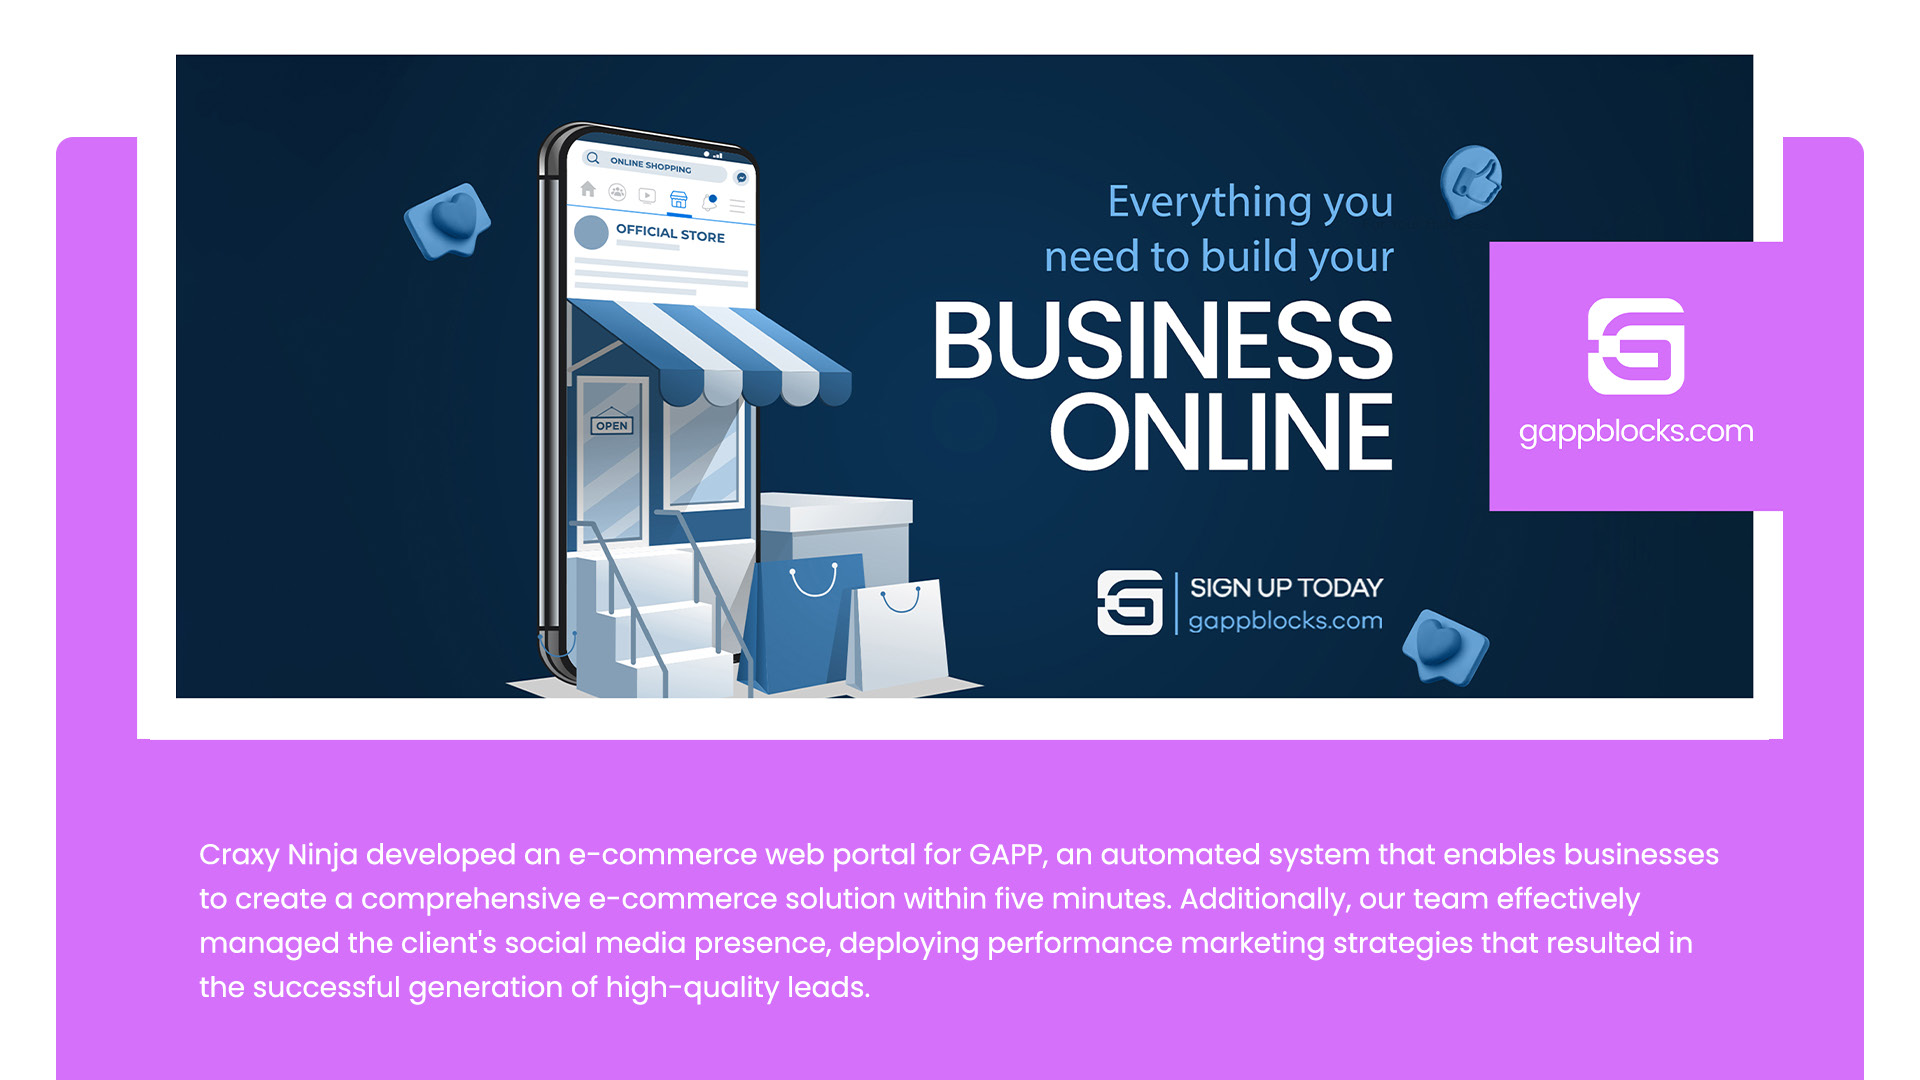 ONLINE SHOPPING
OFFICIAL STORE
OPEN
Everything you
need to build your
BUSINESS
ONLINE
SIGN UP TODAY
gappblocks.com
gappblocks.com
Craxy Ninja developed an e-commerce web portal for GAPP, an automated system that enables businesses
to create a comprehensive e-commerce solution within five minutes. Additionally, our team effectively
managed the client's social media presence, deploying performance marketing strategies that resulted in
the successful generation of high-quality leads.